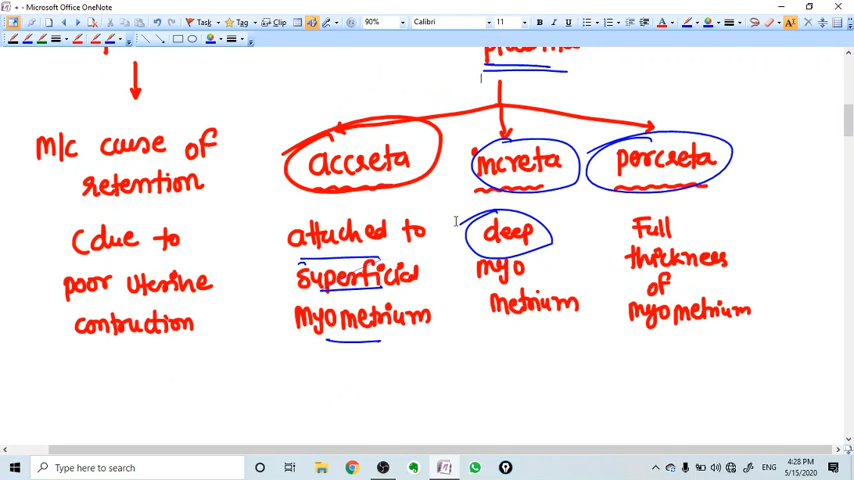 + - Microsoft Office OneNote
Task Tag Clip 90% Calibri 11 B I U
M/C cause of
retention
(due to
poor uterine
contruction
accreta
attached to
superficial
myometrium
increta
deep
myo
metrium
percreta
Full
thickness
of
myometrium
Type here to search
ENG
4:28 PM
5/15/2020